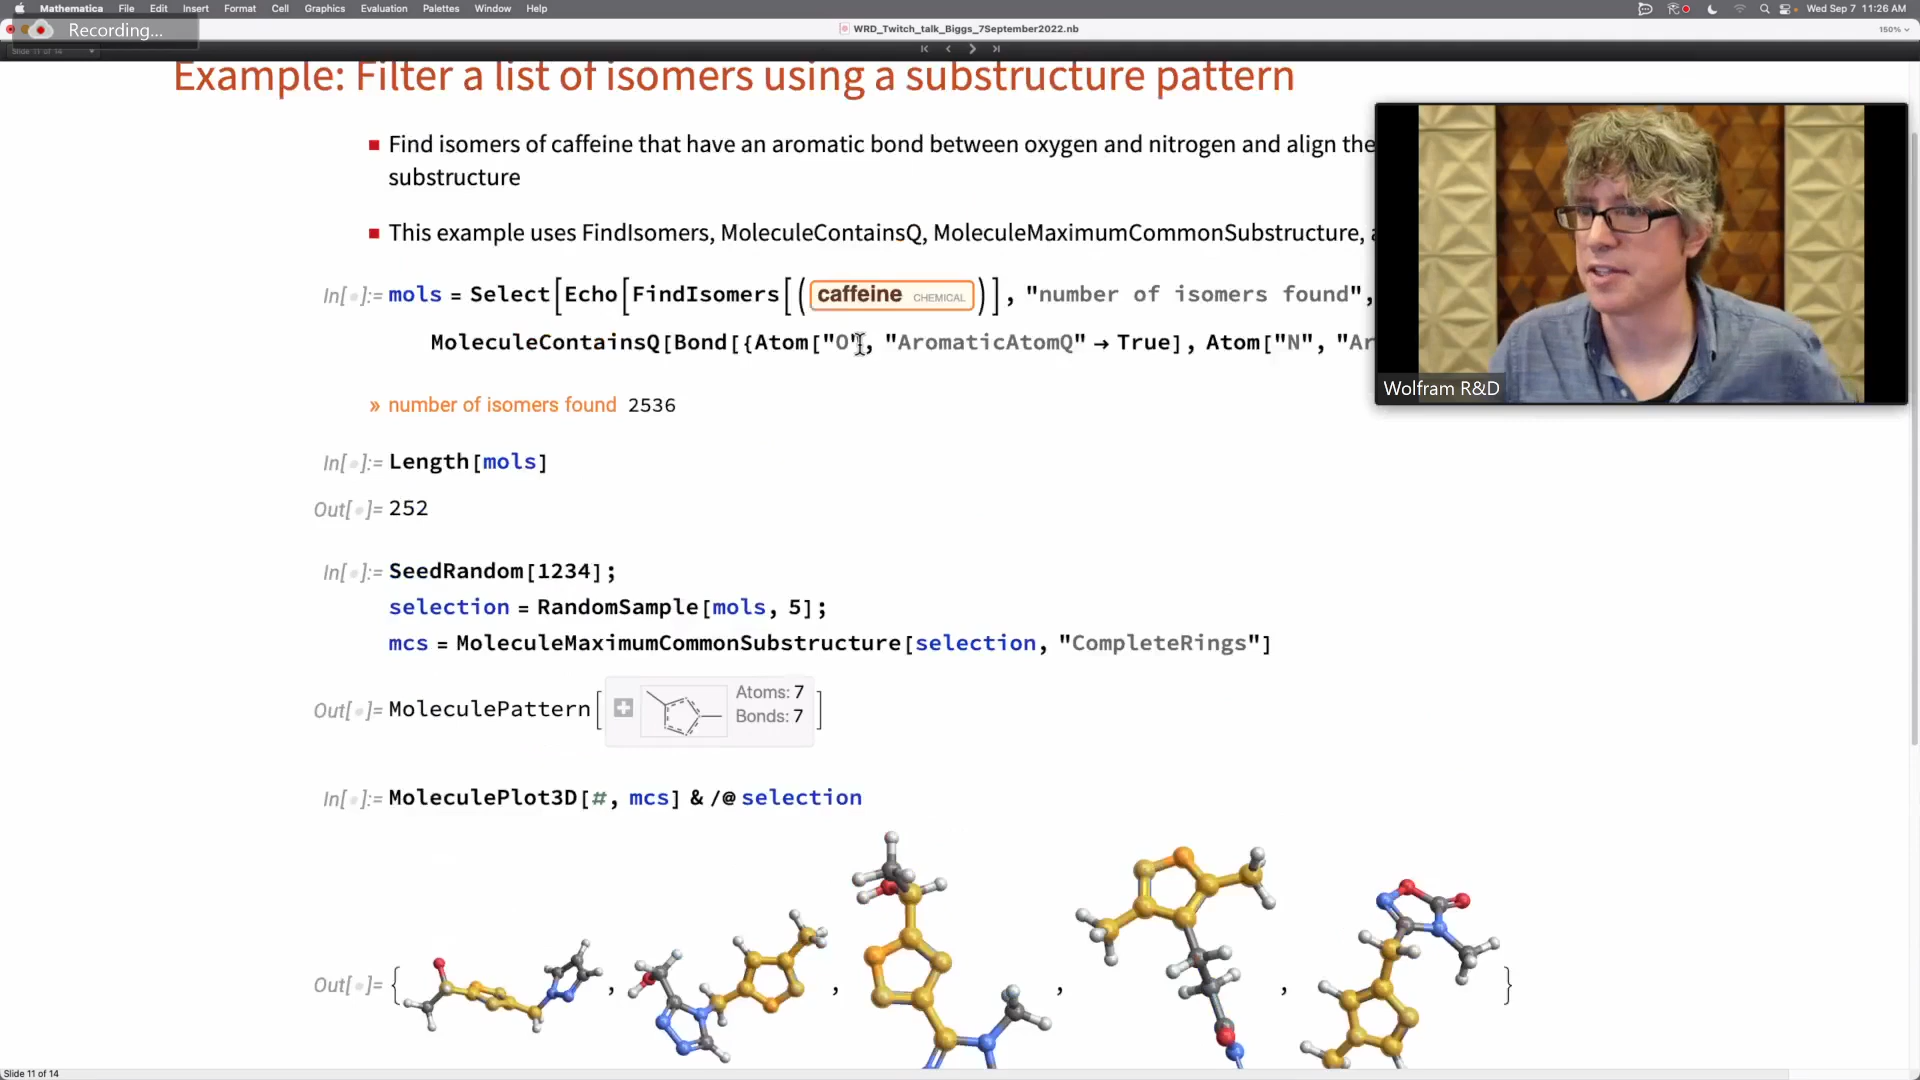 Mathematica File Edit Insert Format Cell Graphics Evaluation Palettes Window Help Wed Sep 7 11:26 AM
Recording...
WRD_Twitch_talk_Biggs_7September2022.nb
150%
Slide 11 of 14
Example: Filter a list of isomers using a substructure pattern
Find isomers of caffeine that have an aromatic bond between oxygen and nitrogen and align the
substructure
This example uses FindIsomers, MoleculeContainsQ, MoleculeMaximumCommonSubstructure,
In[ ]:= mols = Select[Echo[FindIsomers[(caffeine CHEMICAL)], "number of isomers found",
MoleculeContainsQ[Bond[{Atom["O", "AromaticAtomQ" → True], Atom["N", "Ar
Wolfram R&D
» number of isomers found 2536
In[ ]:= Length[mols]
Out[ ]= 252
In[ ]:= SeedRandom[1234];
selection = RandomSample[mols, 5];
mcs = MoleculeMaximumCommonSubstructure[selection, "CompleteRings"]
Out[ ]= MoleculePattern[ Atoms: 7
Bonds: 7 ]
In[ ]:= MoleculePlot3D[#, mcs] & /@ selection
Out[ ]= { , , , , }
Slide 11 of 14